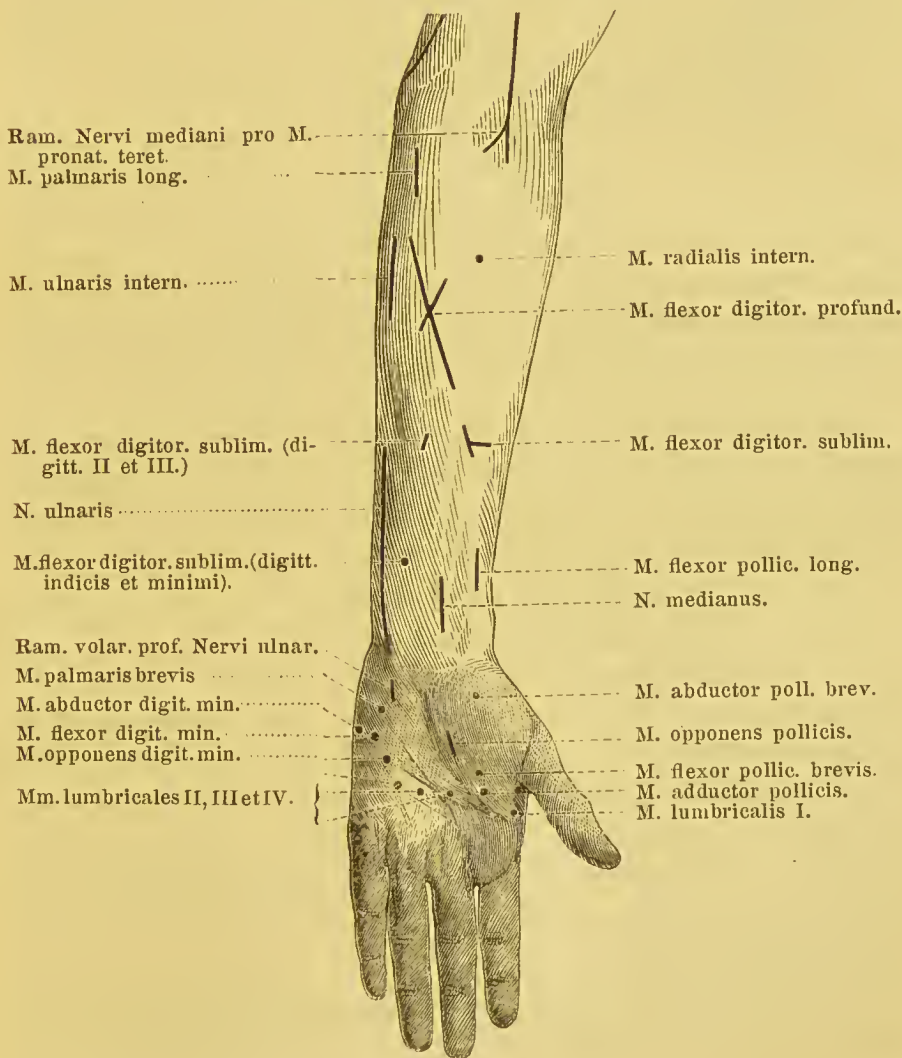 Ram. Nervi mediani pro M.
pronat. teret.
M. palmaris long.
M. ulnaris intern.
M. flexor digitor. sublim. (di-
gitt. II et III.)
N. ulnaris
M. flexor digitor. sublim. (digitt.
indicis et minimi).
Ram. volar. prof. Nervi ulnar.
M. palmaris brevis
M. abductor digit. min.
M. flexor digit. min.
M. opponens digit. min.
Mm. lumbricales II, III et IV.
M. radialis intern.
M. flexor digitor. profund.
M. flexor digitor. sublim.
M. flexor pollic. long.
N. medianus.
M. abductor poll. brev.
M. opponens pollicis.
M. flexor pollic. brevis.
M. adductor pollicis.
M. lumbricalis I.